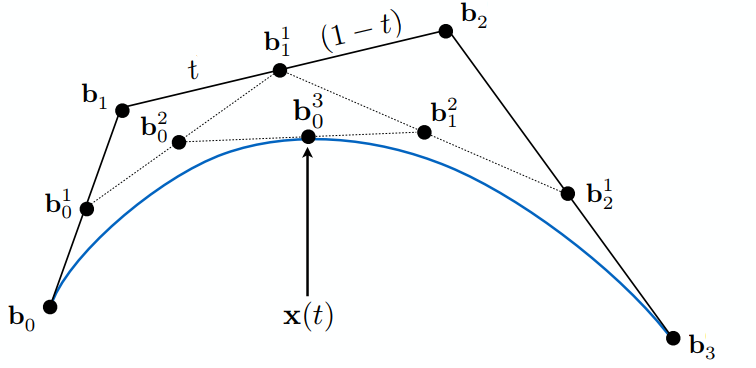 𝐛₂
(1 − t)
𝐛₁¹
t
𝐛₁
𝐛₀³
𝐛₁²
𝐛₀²
𝐛₂¹
𝐛₀¹
𝐱(t)
𝐛₀
𝐛₃